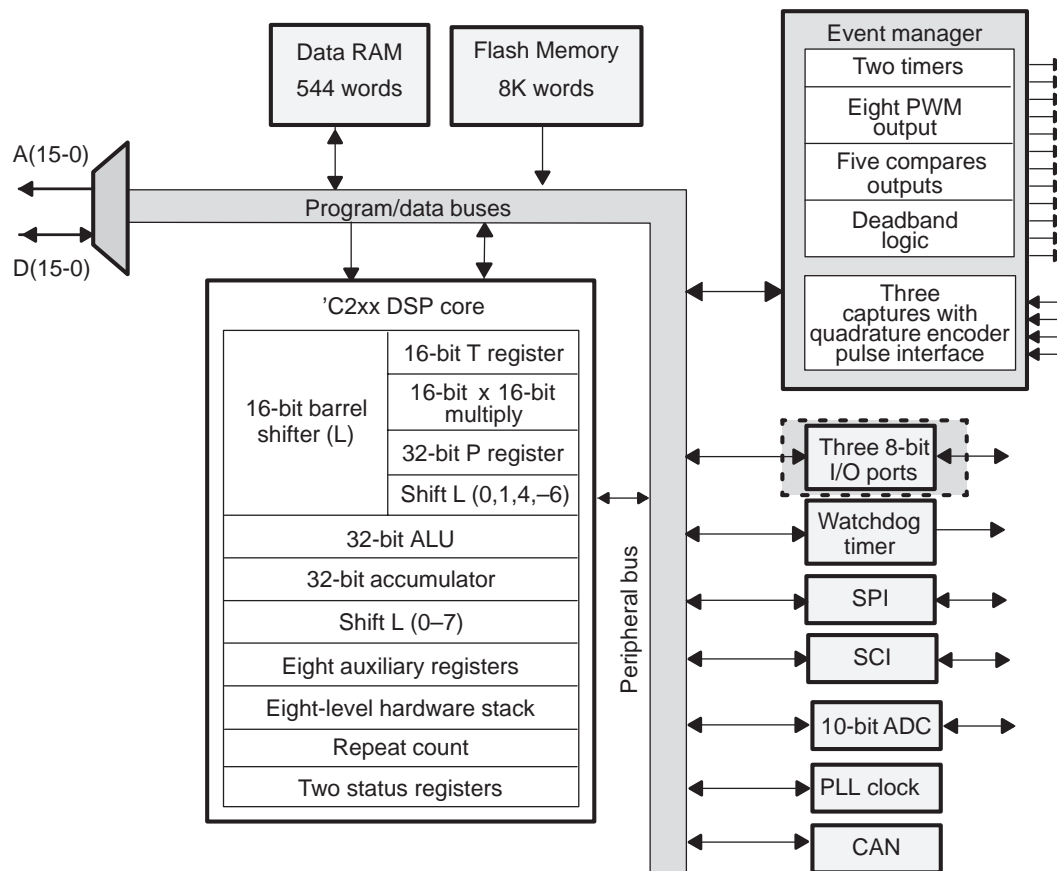 Data RAM
544 words
Flash Memory
8K words
Event manager
Two timers
Eight PWM
output
Five compares
outputs
Deadband
logic
Three
captures with
quadrature encoder
pulse interface
A(15-0)
D(15-0)
Program/data buses
'C2xx DSP core
16-bit barrel
shifter (L)
16-bit T register
16-bit x 16-bit
multiply
32-bit P register
Shift L (0,1,4,–6)
32-bit ALU
32-bit accumulator
Shift L (0–7)
Eight auxiliary registers
Eight-level hardware stack
Repeat count
Two status registers
Peripheral bus
Three 8-bit
I/O ports
Watchdog
timer
SPI
SCI
10-bit ADC
PLL clock
CAN